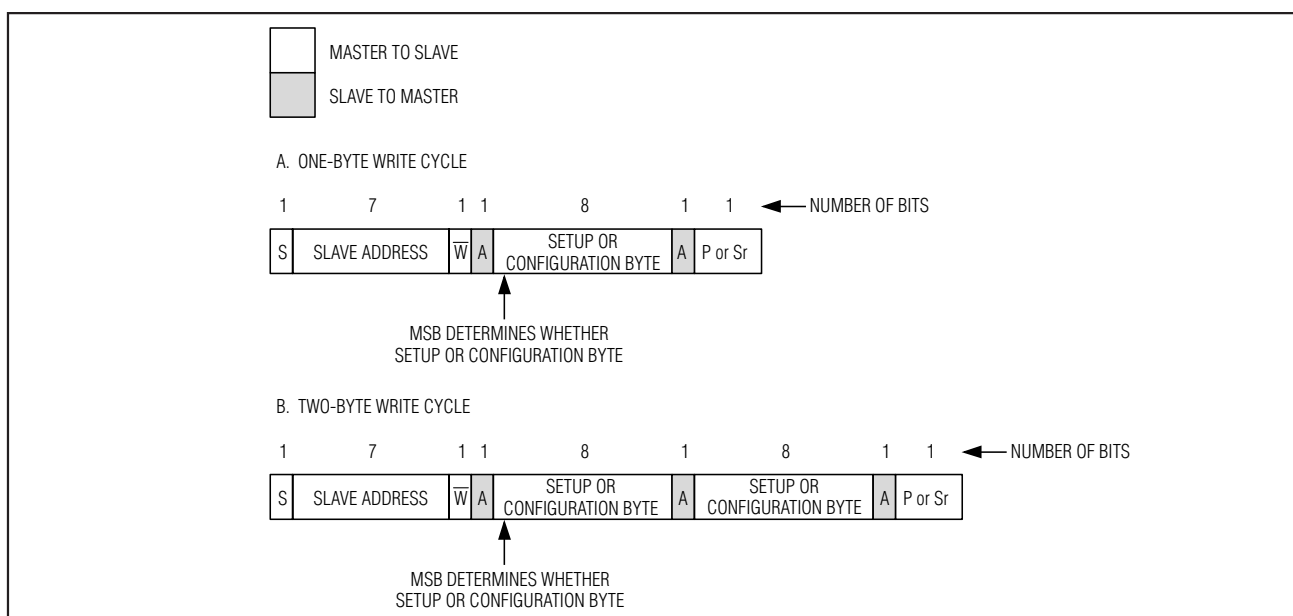 MASTER TO SLAVE
SLAVE TO MASTER
A. ONE-BYTE WRITE CYCLE
1 7 1 1 8 1 1 NUMBER OF BITS
S SLAVE ADDRESS W̅ A SETUP OR CONFIGURATION BYTE A P or Sr
MSB DETERMINES WHETHER
SETUP OR CONFIGURATION BYTE
B. TWO-BYTE WRITE CYCLE
1 7 1 1 8 1 8 1 1 NUMBER OF BITS
S SLAVE ADDRESS W̅ A SETUP OR CONFIGURATION BYTE A SETUP OR CONFIGURATION BYTE A P or Sr
MSB DETERMINES WHETHER
SETUP OR CONFIGURATION BYTE